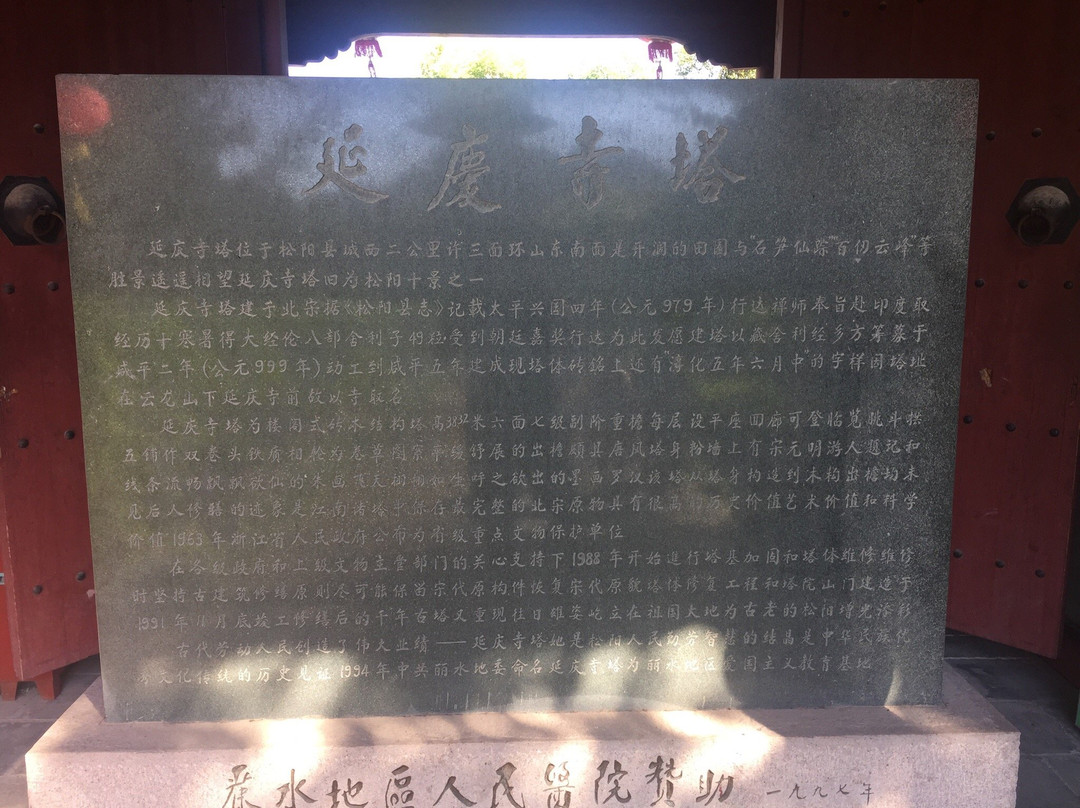 延庆寺塔
延庆寺塔位于松阳县城西二公里许三面环山东南面是开润的田圃与"石笋仙踪""百仞云峰"等
胜景遥遥相望延庆寺塔旧为松阳十景之一
延庆寺塔建于北宗据《松阳县志》记载太平兴国四年(公元979年)行达禅师奉旨赴印度取
经历十寒暑得大经伦八部舍利子49粒受到朝廷嘉奖行达为此发愿建塔以藏舍利经多方筹募于
咸平二年(公元999年)动工到咸平五年建成现塔体砖铭上还有"淳化五年六月中"的字样因塔址
在云龙山下延庆寺前故以寺取名
延庆寺塔为楼阁式砖木结构塔高38.32米六面七级副阶重檐每层设平座回廊可登临览眺斗拱
五铺作双卷头铁質相轮为卷草图案平缓舒展的出檐颇具唐风塔身粉墙上有宋元明游人题记和
线条流畅飘飘欲仙的朱画飞天栩栩如生呼之欲出的墨画罗汉该塔从塔身构造到木构出檐均未
见后人修膳的迹象是江南诸塔中保存最完整的北宋原物具有很高的历史价值艺术价值和科学
价值1963年浙江省人民政府公布为省级重点文物保护单位
在各级政府和上级文物主管部门的关心支持下1988年开始进行塔基加固和塔体维修维修
时坚持古建筑修缮原则尽可能保留宋代原构件恢复宋代原貌塔体修复工程和塔院山门建造于
1991年11月底竣工修缮后的千年古塔又重现往日雄姿屹立在祖国大地为古老的松阳增光添彩
古代劳动人民创造了伟大业绩——延庆寺塔她是松阳人民勤劳智慧的结晶是中华民族优
秀文化传统的历史见证1994年中共丽水地委命名延庆寺塔为丽水地区爱国主义教育基地
丽水地區人民醫院赞助 一九九七年